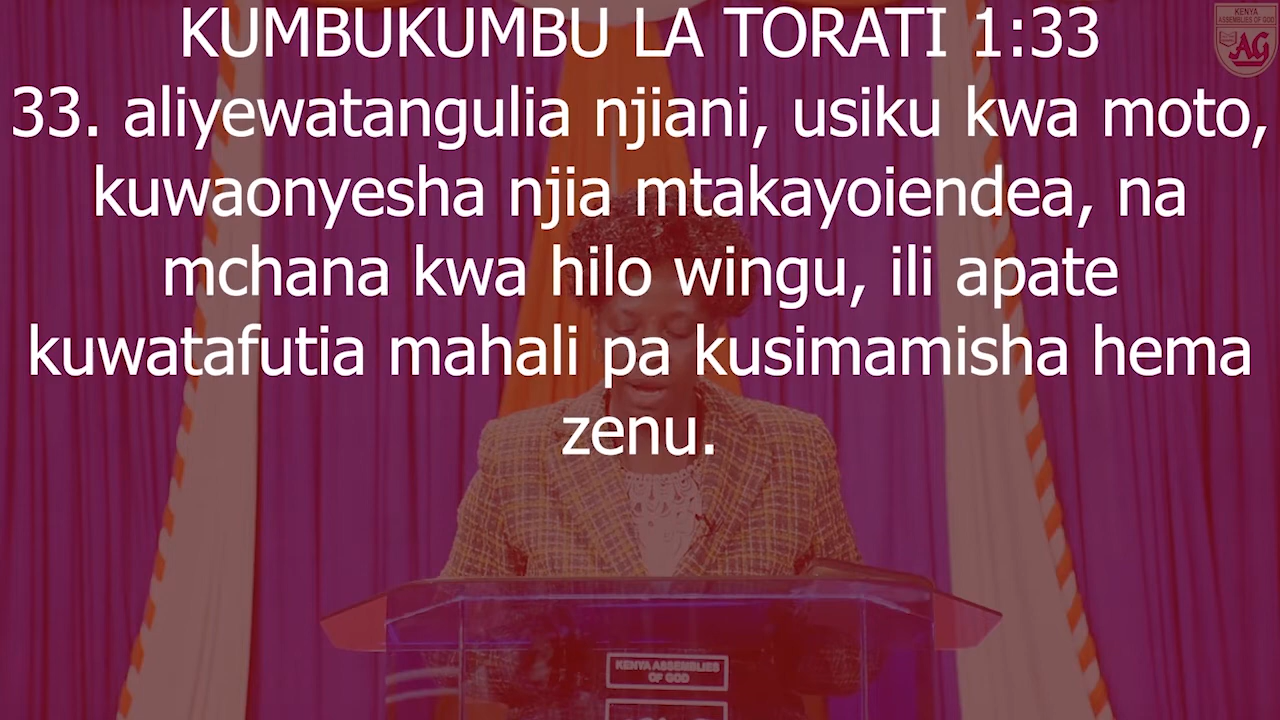 KUMBUKUMBU LA TORATI 1:33
33. aliyewatangulia njiani, usiku kwa moto,
kuwaonyesha njia mtakayoiendea, na
mchana kwa hilo wingu, ili apate
kuwatafutia mahali pa kusimamisha hema
zenu.
KENYA
ASSEMBLIES OF GOD
AG
KENYA ASSEMBLIES
OF GOD